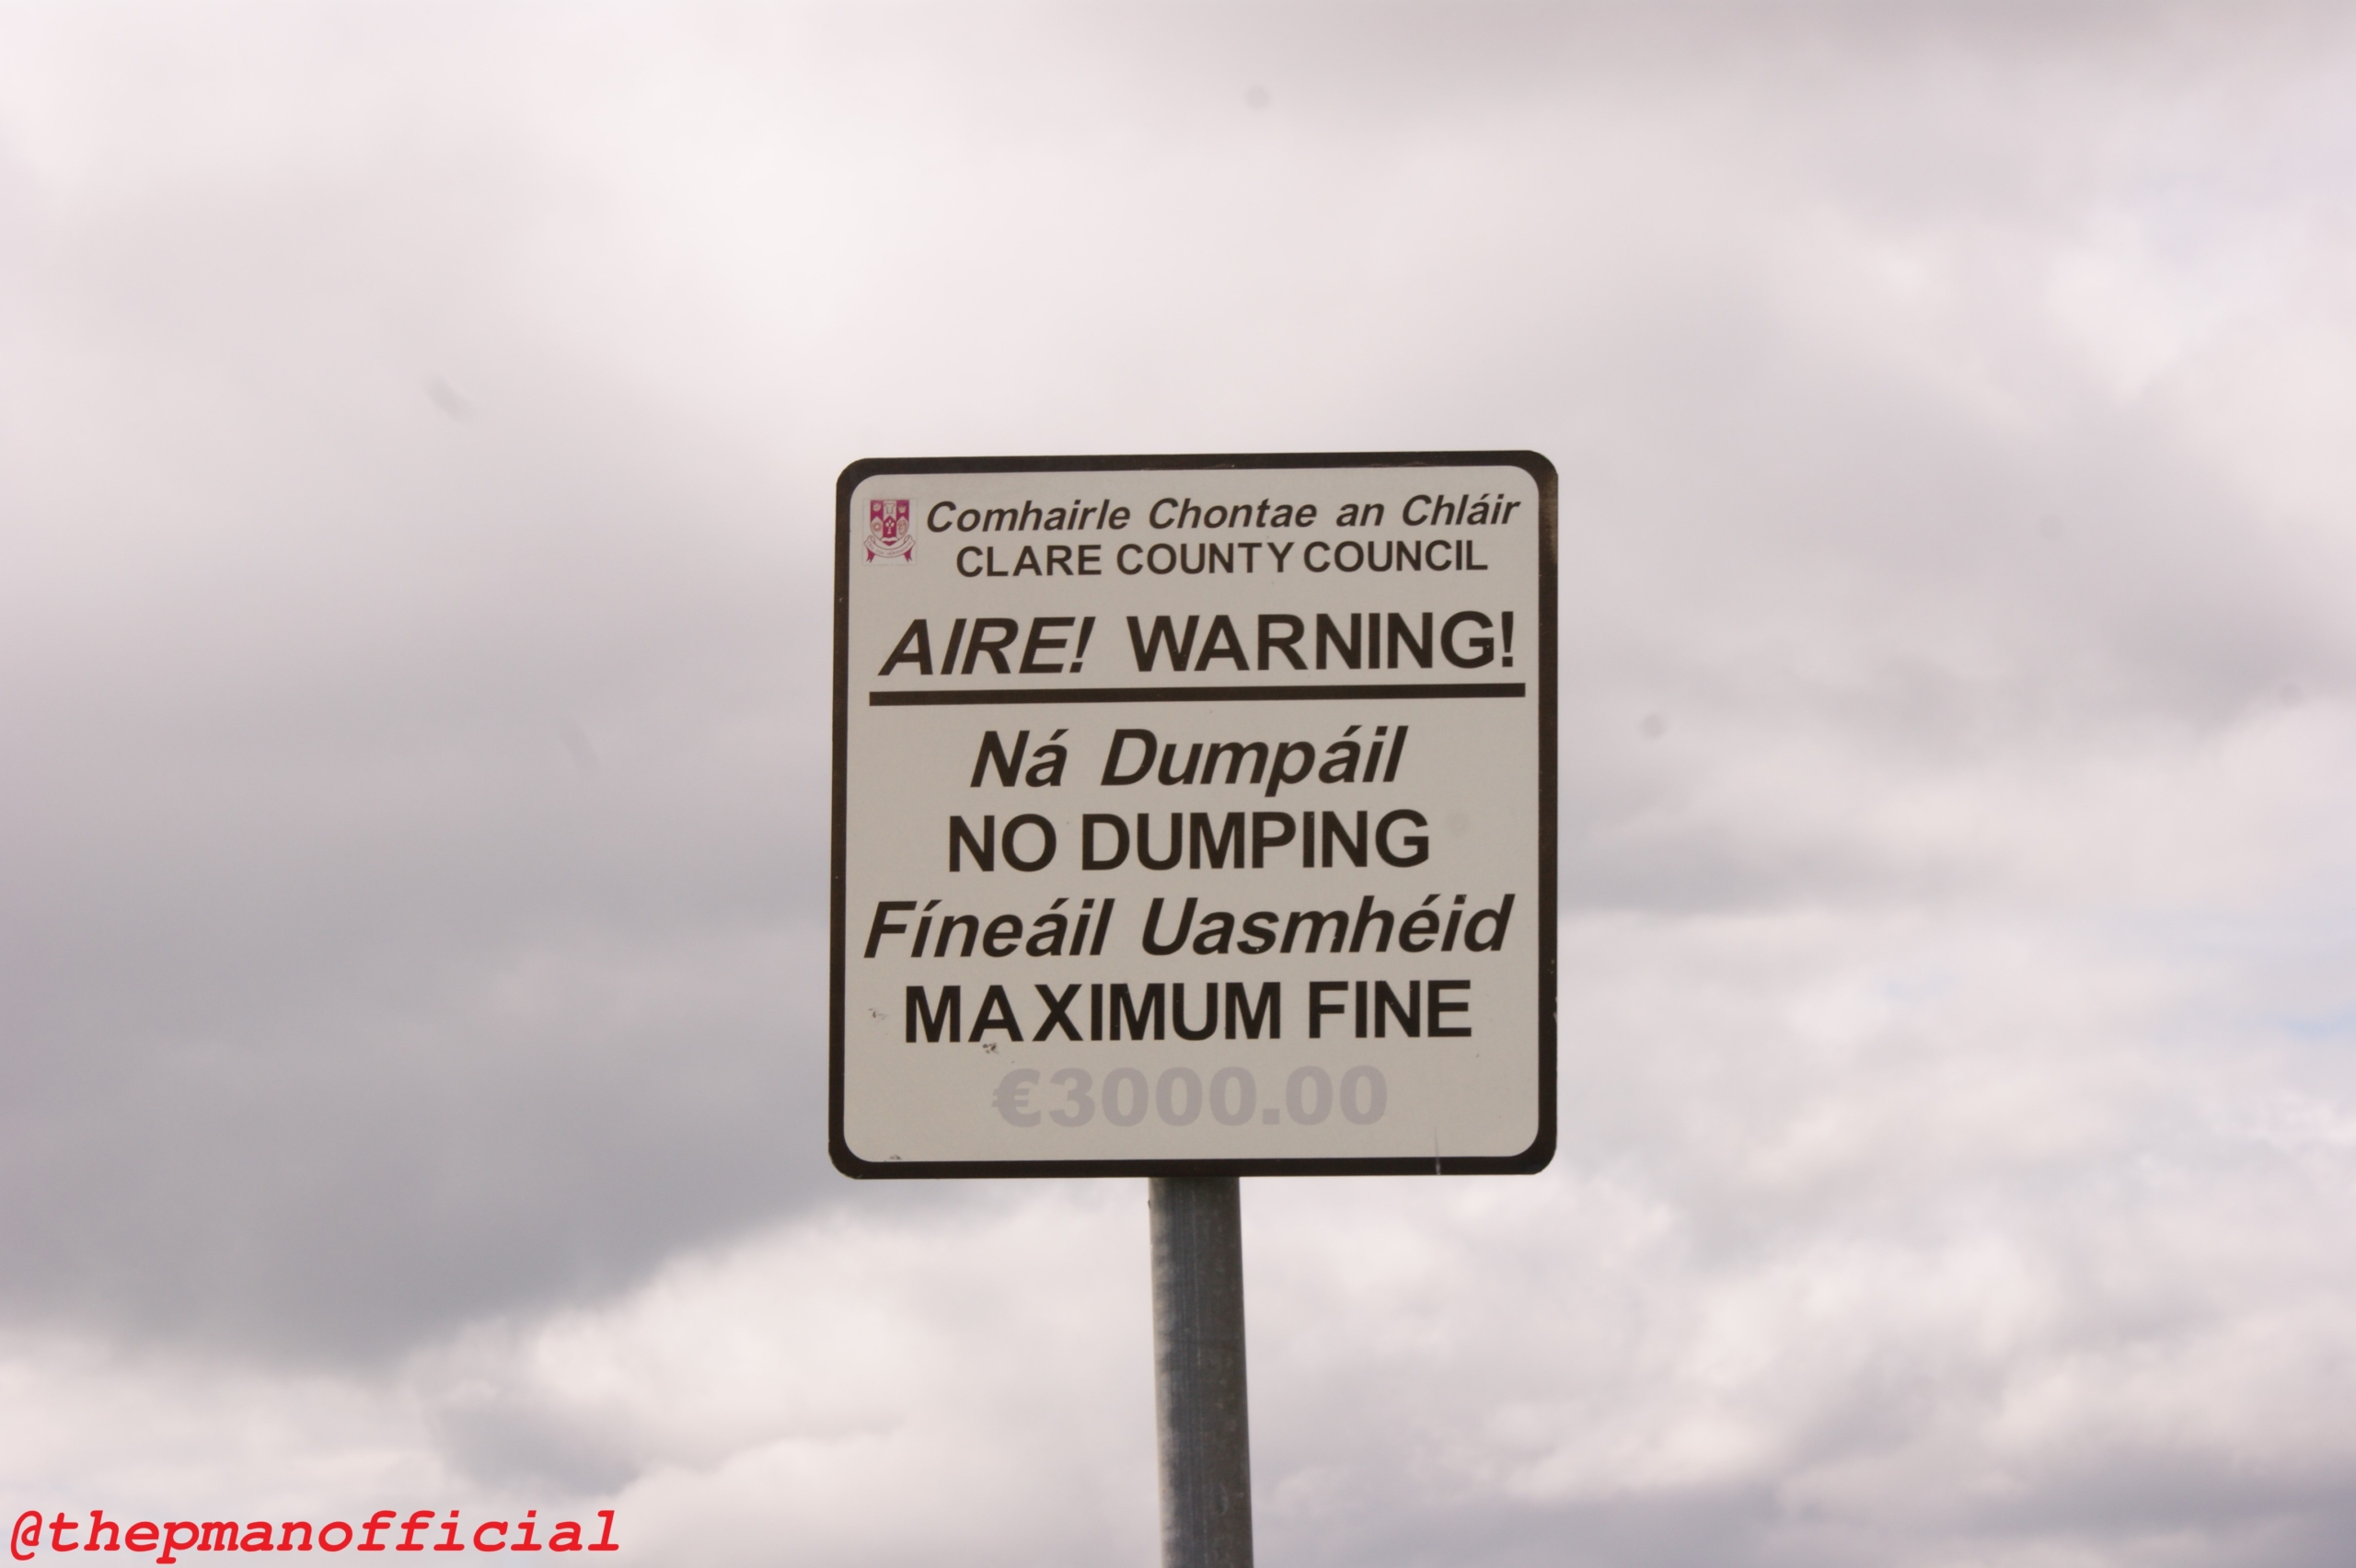 Comhairle Chontae an Chláir
CLARE COUNTY COUNCIL
AIRE! WARNING!
Ná Dumpáil
NO DUMPING
Fíneáil Uasmhéid
MAXIMUM FINE
€3000.00
@thepmanofficial